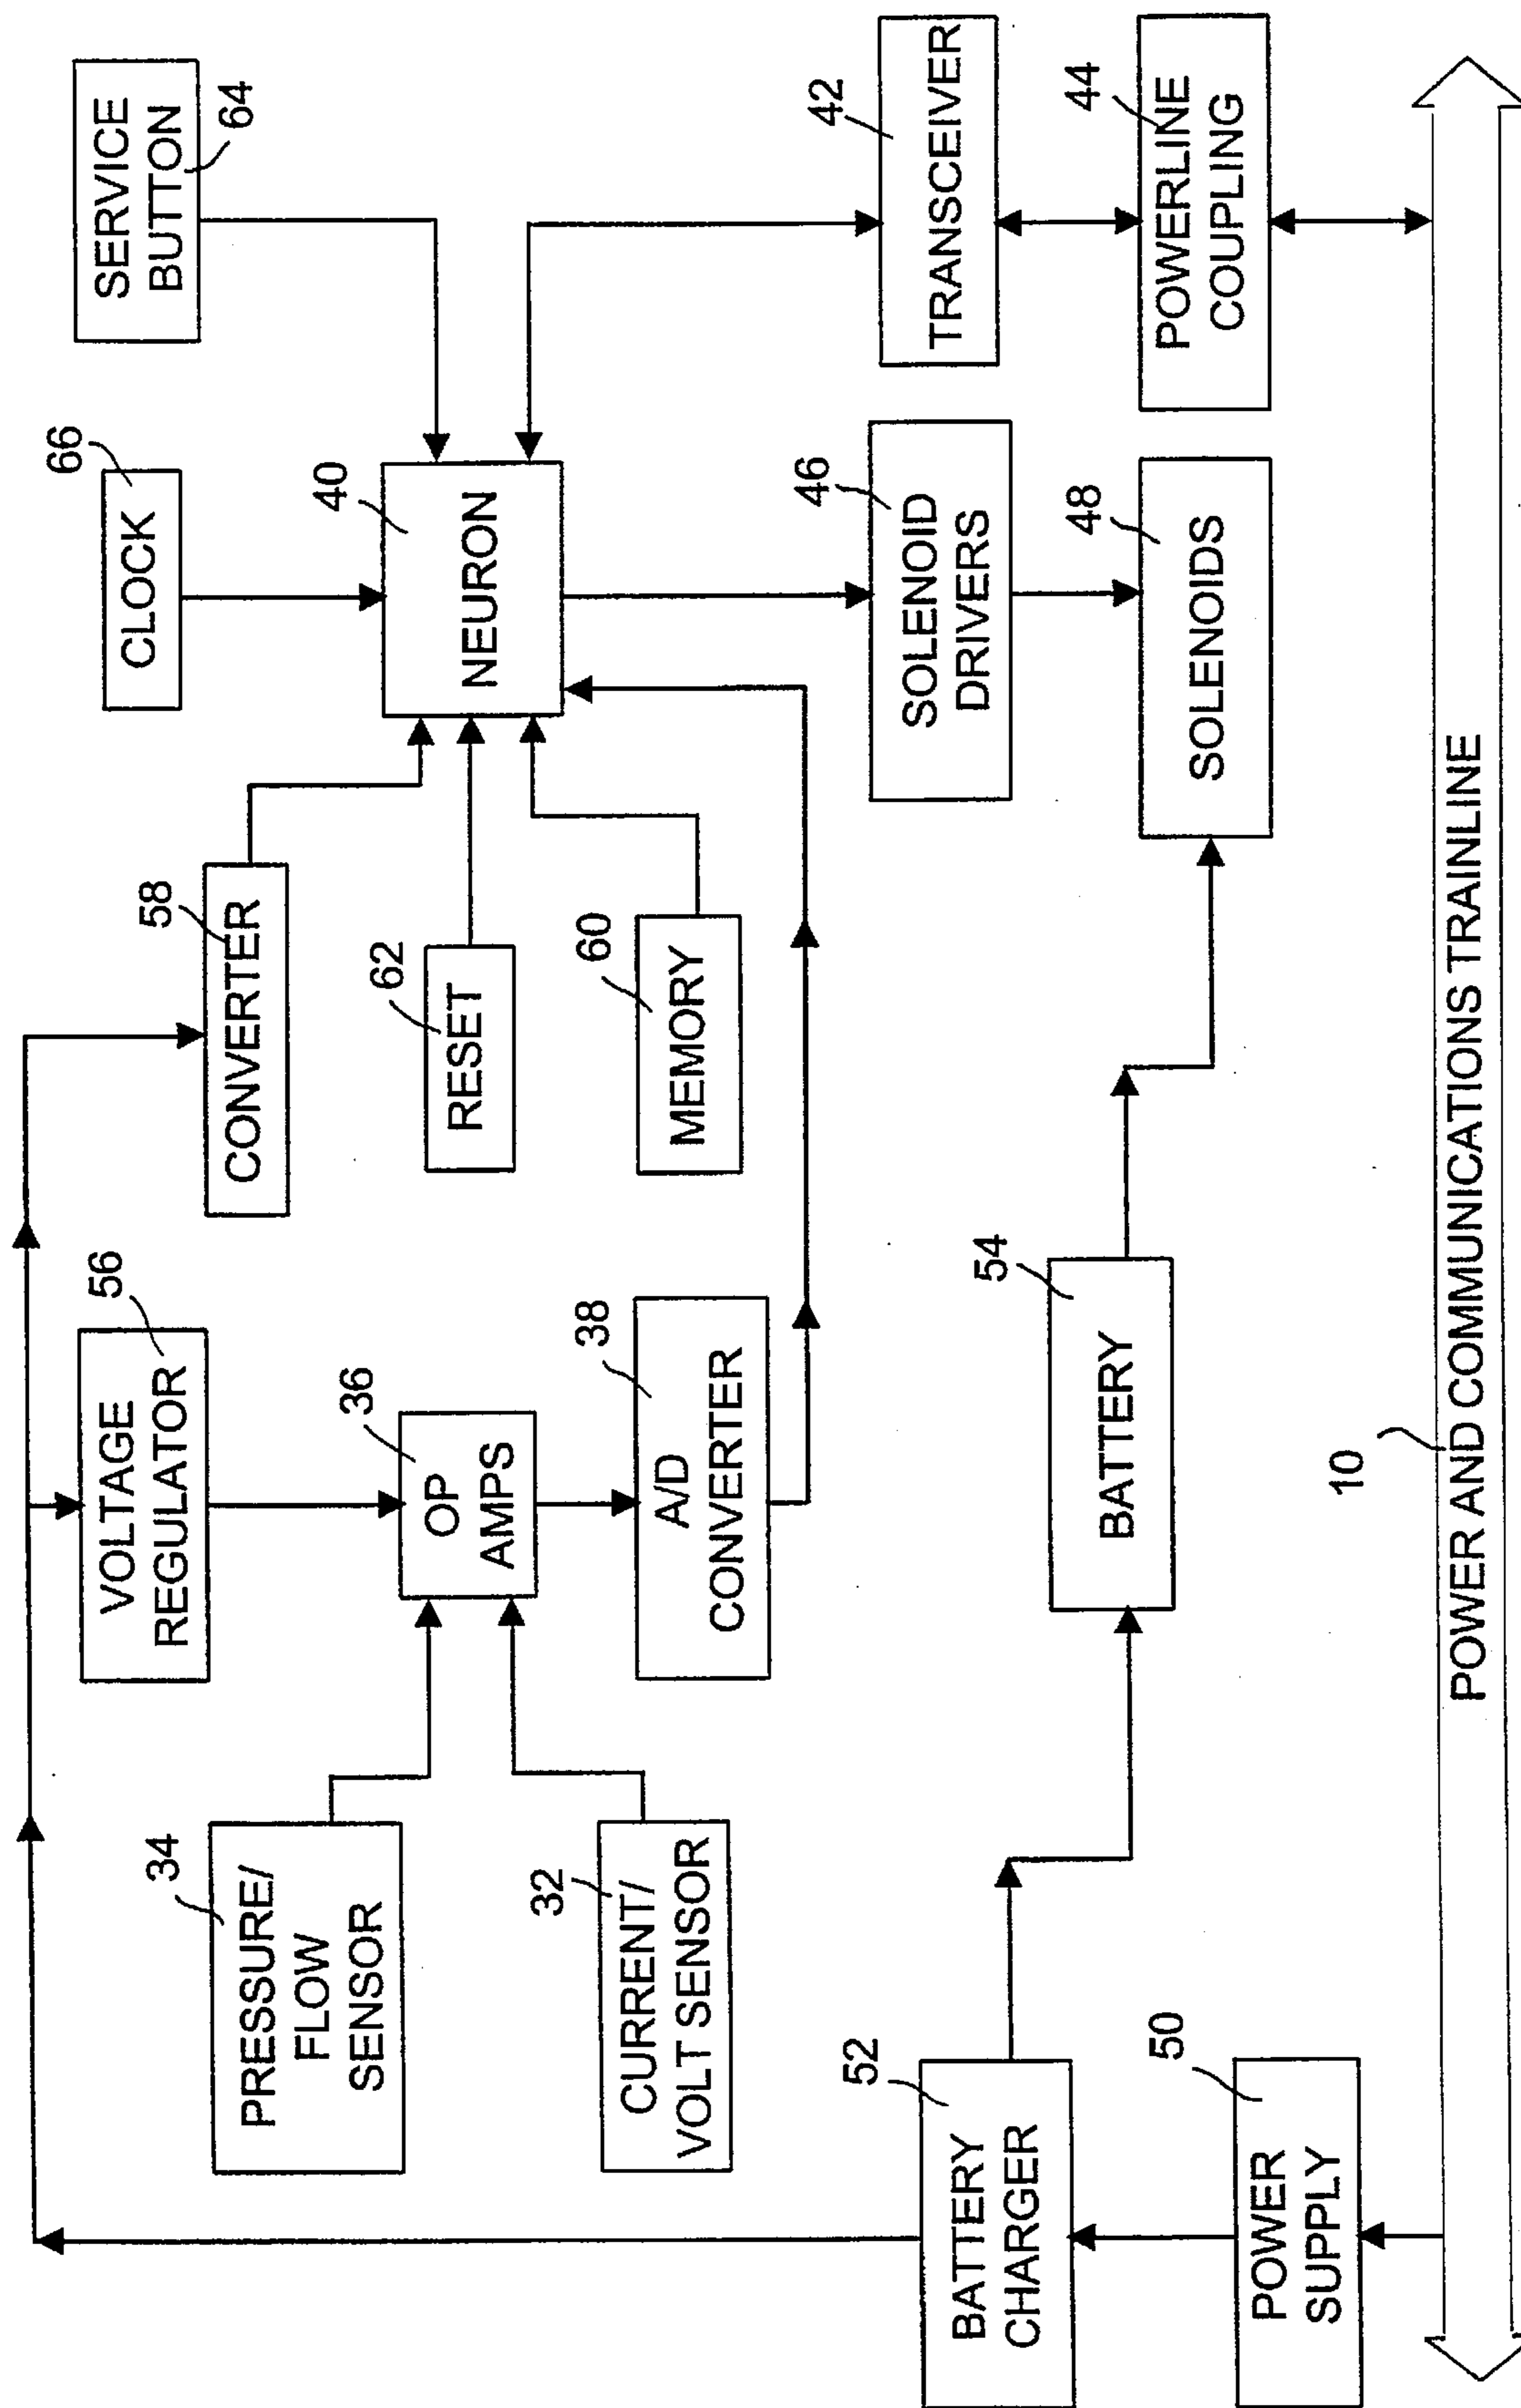 SERVICE
BUTTON
64
CLOCK
66
CONVERTER
58
VOLTAGE
REGULATOR
56
PRESSURE/
FLOW
SENSOR
34
OP
AMPS
36
RESET
62
NEURON
40
CURRENT/
VOLT SENSOR
32
A/D
CONVERTER
38
MEMORY
60
SOLENOID
DRIVERS
46
TRANSCEIVER
42
BATTERY
CHARGER
52
BATTERY
54
SOLENOIDS
48
POWERLINE
COUPLING
44
POWER
SUPPLY
50
10
POWER AND COMMUNICATIONS TRAINLINE